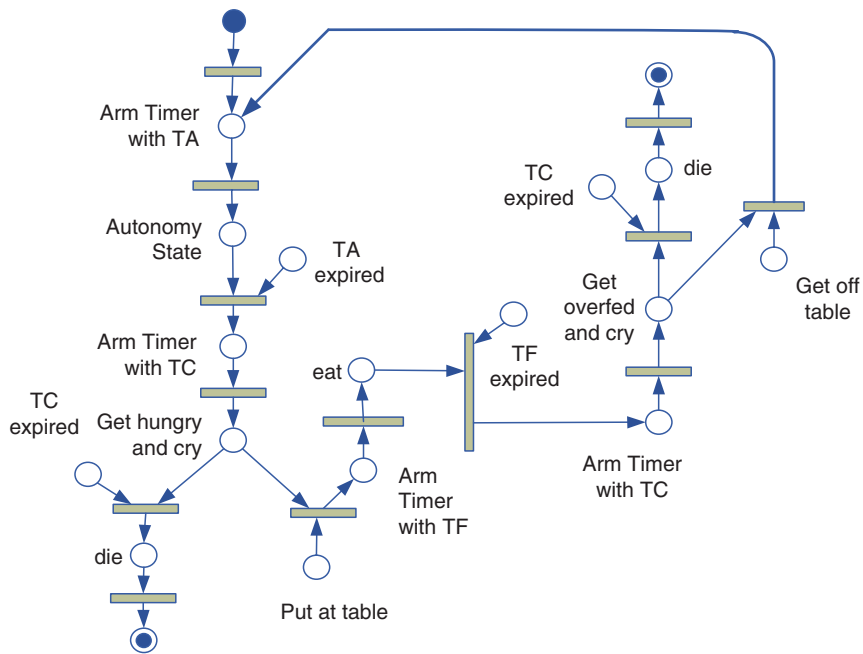 Arm Timer
with TA
Autonomy
State
TA
expired
Arm Timer
with TC
Get hungry
and cry
TC
expired
die
Put at table
Arm
Timer
with TF
eat
TF
expired
Arm Timer
with TC
Get
overfed
and cry
TC
expired
die
Get off
table